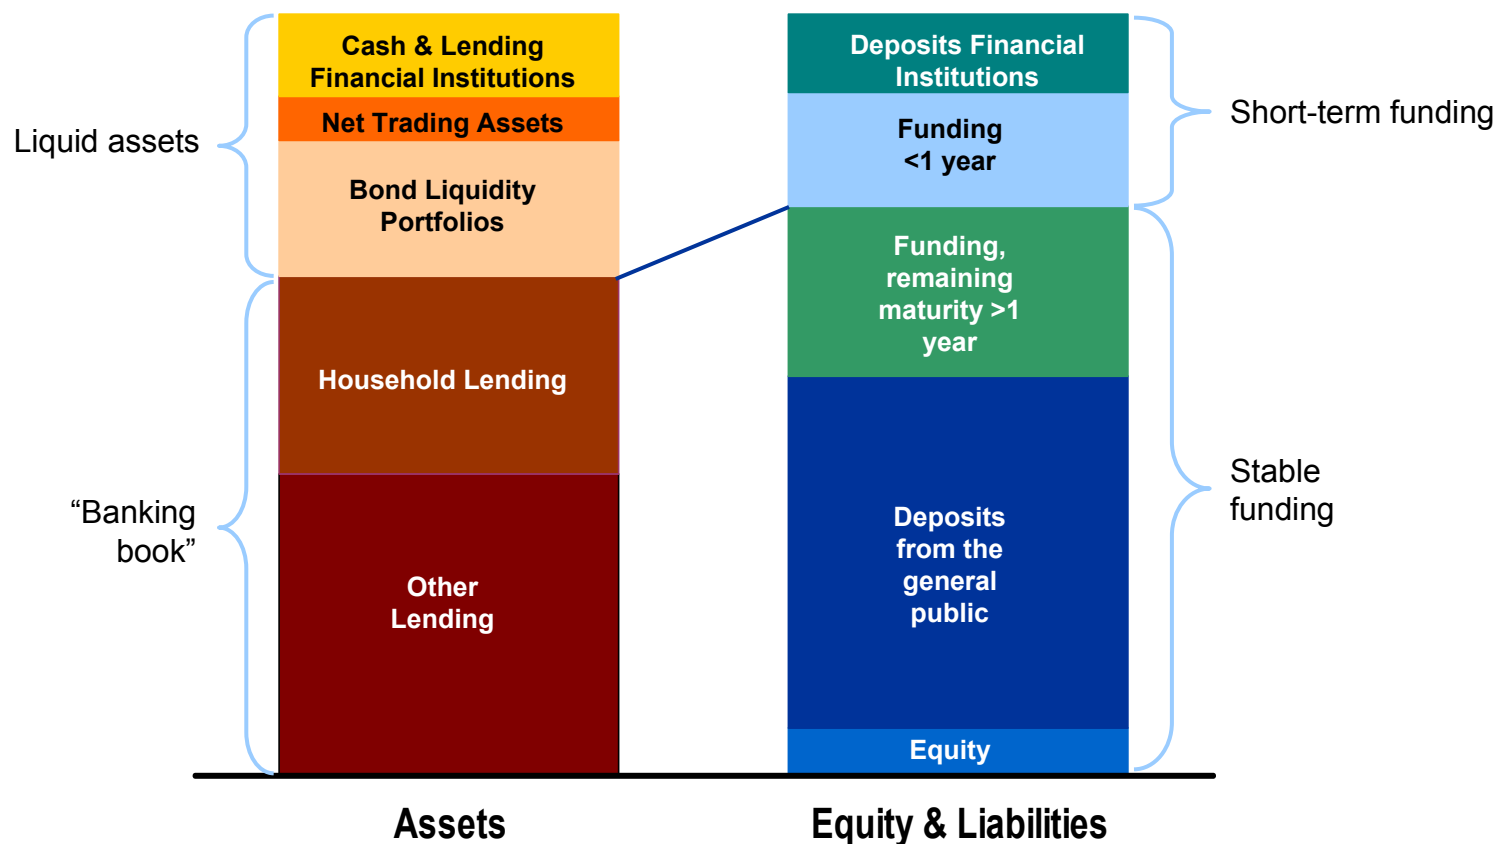 Cash & Lending
Financial Institutions
Net Trading Assets
Bond Liquidity
Portfolios
Household Lending
Other
Lending
Liquid assets
“Banking
book”
Deposits Financial
Institutions
Funding
<1 year
Funding,
remaining
maturity >1
year
Deposits
from the
general
public
Equity
Short-term funding
Stable
funding
Assets
Equity & Liabilities